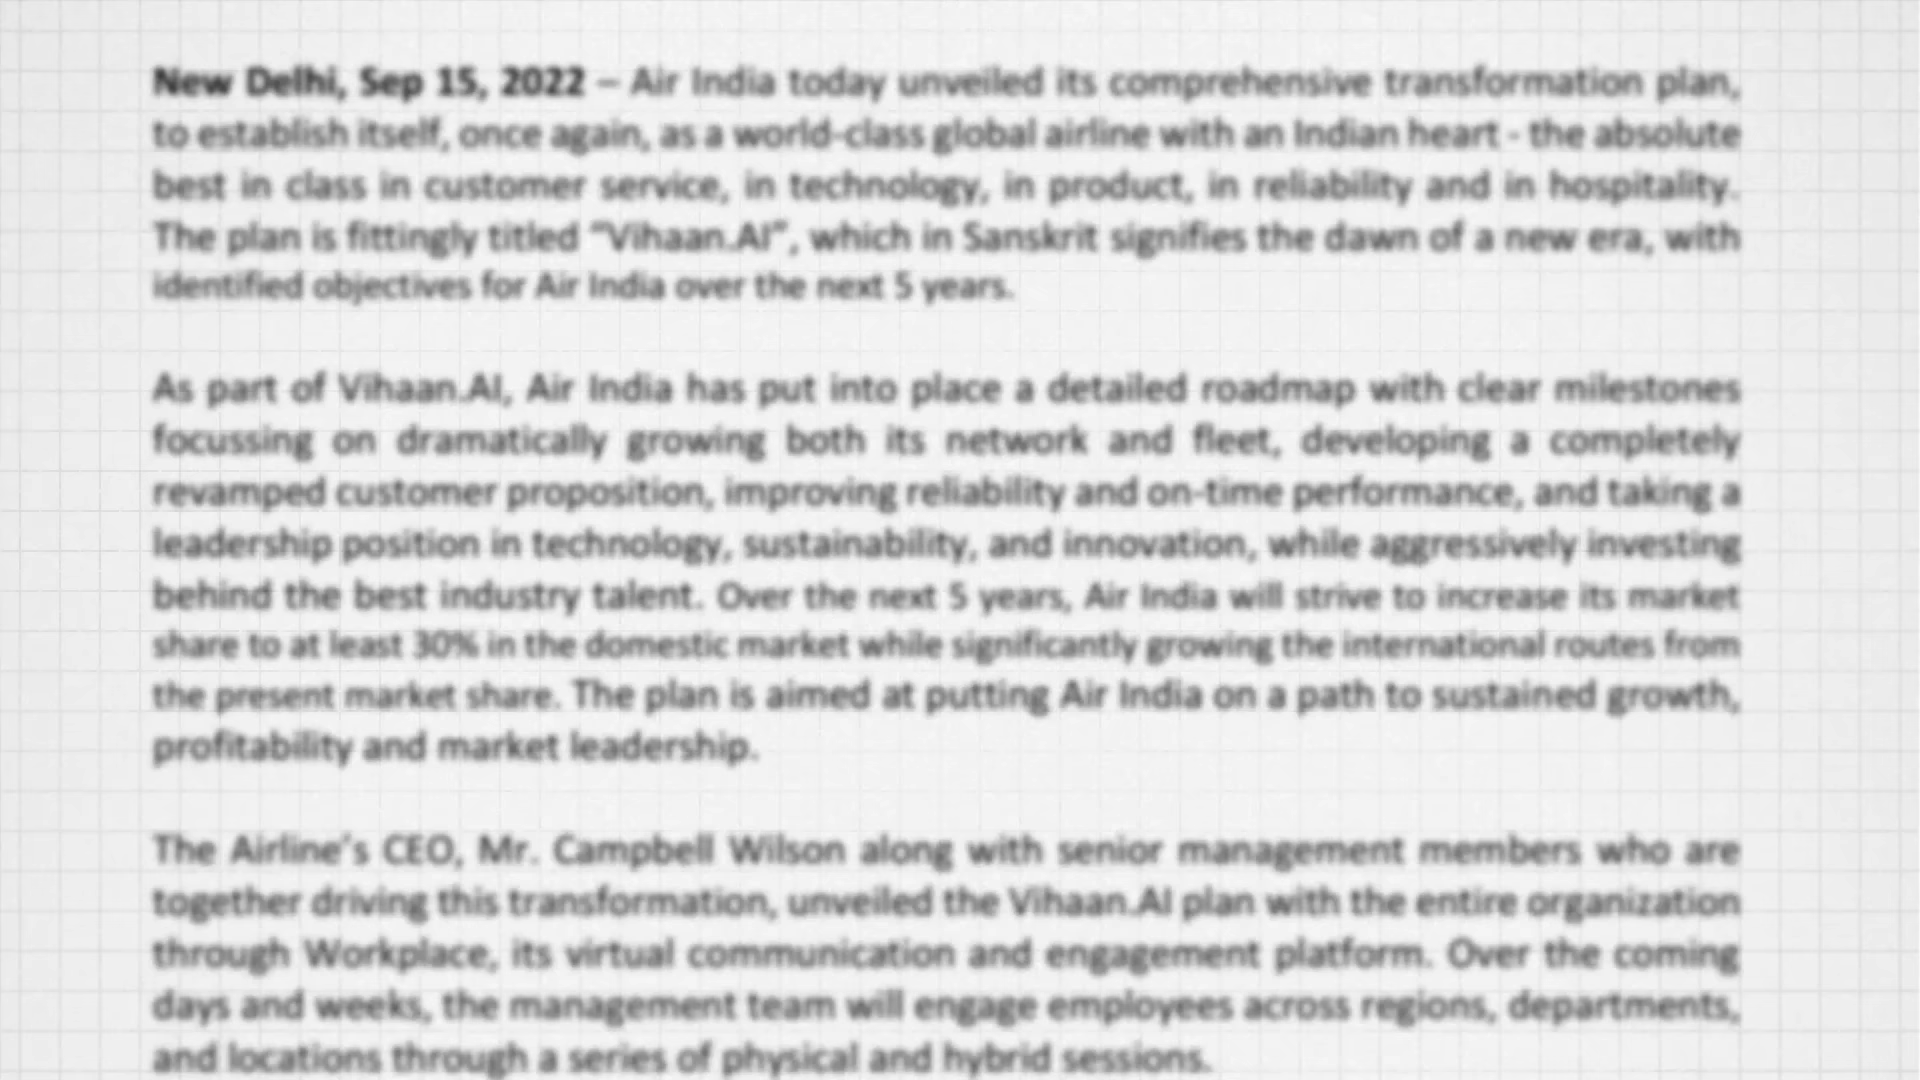 New Delhi, Sep 15, 2022 – Air India today unveiled its comprehensive transformation plan,
to establish itself, once again, as a world-class global airline with an Indian heart - the absolute
best in class in customer service, in technology, in product, in reliability and in hospitality.
The plan is fittingly titled “Vihaan.AI”, which in Sanskrit signifies the dawn of a new era, with
identified objectives for Air India over the next 5 years.
As part of Vihaan.AI, Air India has put into place a detailed roadmap with clear milestones
focussing on dramatically growing both its network and fleet, developing a completely
revamped customer proposition, improving reliability and on-time performance, and taking a
leadership position in technology, sustainability, and innovation, while aggressively investing
behind the best industry talent. Over the next 5 years, Air India will strive to increase its market
share to at least 30% in the domestic market while significantly growing the international routes from
the present market share. The plan is aimed at putting Air India on a path to sustained growth,
profitability and market leadership.
The Airline’s CEO, Mr. Campbell Wilson along with senior management members who are
together driving this transformation, unveiled the Vihaan.AI plan with the entire organization
through Workplace, its virtual communication and engagement platform. Over the coming
days and weeks, the management team will engage employees across regions, departments,
and locations through a series of physical and hybrid sessions.